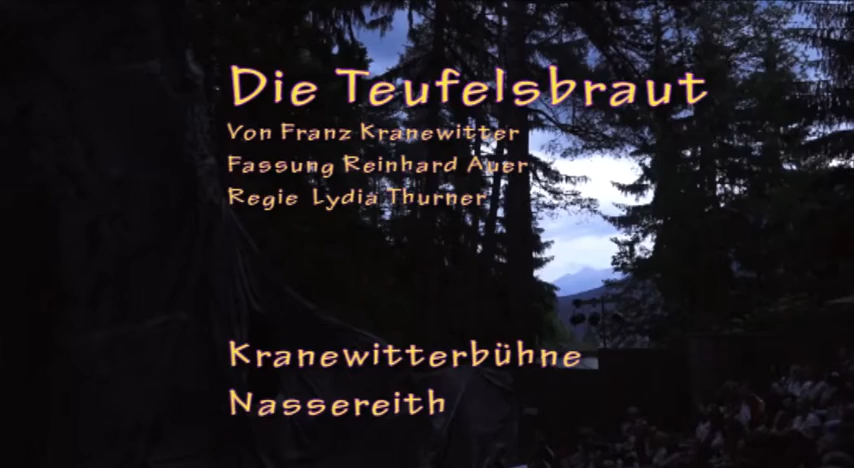 Die Teufelsbraut
Von Franz Kranewitter
Fassung Reinhard Auer
Regie Lydia Thurner
Kranewitterbühne
Nassereith